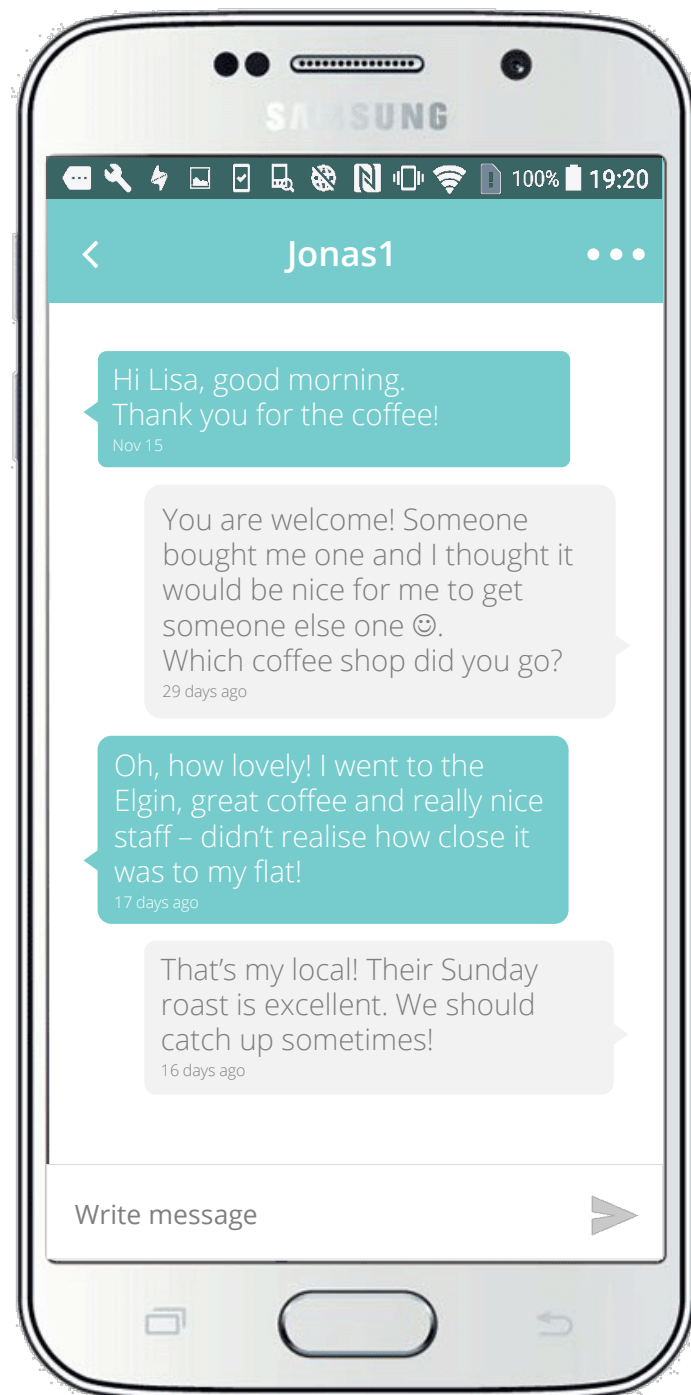 SAMSUNG
100% 19:20
Jonas1
Hi Lisa, good morning.
Thank you for the coffee!
Nov 15
You are welcome! Someone
bought me one and I thought it
would be nice for me to get
someone else one ☺.
Which coffee shop did you go?
29 days ago
Oh, how lovely! I went to the
Elgin, great coffee and really nice
staff – didn’t realise how close it
was to my flat!
17 days ago
That’s my local! Their Sunday
roast is excellent. We should
catch up sometimes!
16 days ago
Write message